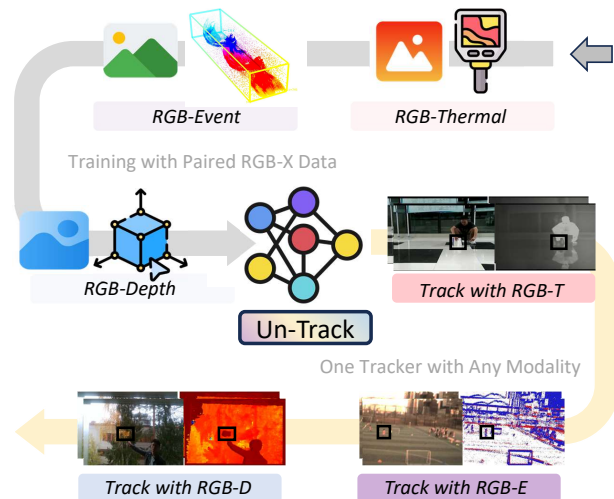 RGB-Event
RGB-Thermal
Training with Paired RGB-X Data
RGB-Depth
Un-Track
Track with RGB-T
One Tracker with Any Modality
Track with RGB-D
Track with RGB-E